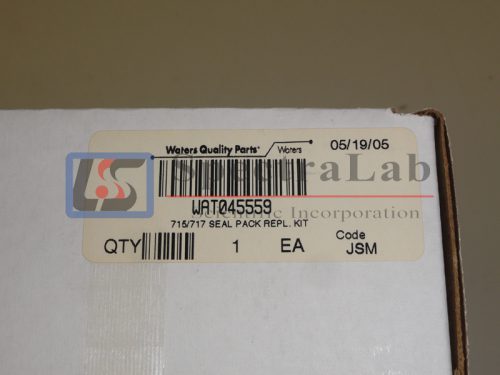 Waters Quality Parts Waters 05/19/05
SpectraLab
WAT045559
Scientific Incorporation
715/717 SEAL PACK REPL. KIT
QTY 1 EA Code
JSM
LS